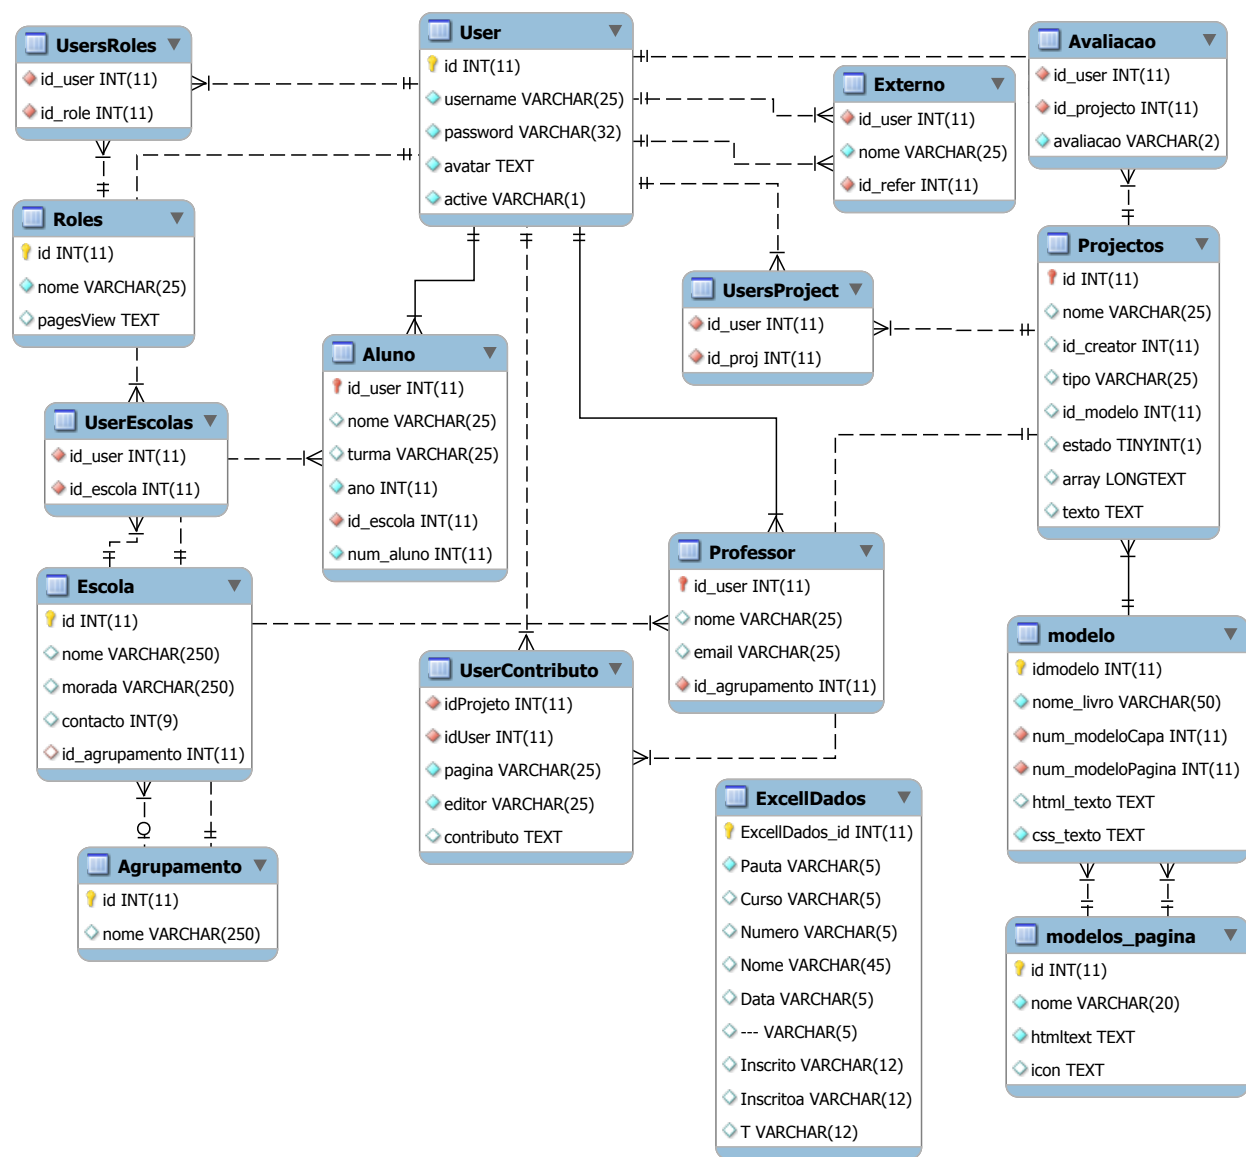 UsersRoles
id_user INT(11)
id_role INT(11)
User
id INT(11)
username VARCHAR(25)
password VARCHAR(32)
avatar TEXT
active VARCHAR(1)
Externo
id_user INT(11)
nome VARCHAR(25)
id_refer INT(11)
Avaliacao
id_user INT(11)
id_projecto INT(11)
avaliacao VARCHAR(2)
Roles
id INT(11)
nome VARCHAR(25)
pagesView TEXT
UsersProject
id_user INT(11)
id_proj INT(11)
Projectos
id INT(11)
nome VARCHAR(25)
id_creator INT(11)
tipo VARCHAR(25)
id_modelo INT(11)
estado TINYINT(1)
array LONGTEXT
texto TEXT
Aluno
id_user INT(11)
nome VARCHAR(25)
turma VARCHAR(25)
ano INT(11)
id_escola INT(11)
num_aluno INT(11)
UserEscolas
id_user INT(11)
id_escola INT(11)
Professor
id_user INT(11)
nome VARCHAR(25)
email VARCHAR(25)
id_agrupamento INT(11)
Escola
id INT(11)
nome VARCHAR(250)
morada VARCHAR(250)
contacto INT(9)
id_agrupamento INT(11)
UserContributo
idProjeto INT(11)
idUser INT(11)
pagina VARCHAR(25)
editor VARCHAR(25)
contributo TEXT
modelo
idmodelo INT(11)
nome_livro VARCHAR(50)
num_modeloCapa INT(11)
num_modeloPagina INT(11)
html_texto TEXT
css_texto TEXT
ExcellDados
ExcellDados_id INT(11)
Pauta VARCHAR(5)
Curso VARCHAR(5)
Numero VARCHAR(5)
Nome VARCHAR(45)
Data VARCHAR(5)
--- VARCHAR(5)
Inscrito VARCHAR(12)
Inscritoa VARCHAR(12)
T VARCHAR(12)
Agrupamento
id INT(11)
nome VARCHAR(250)
modelos_pagina
id INT(11)
nome VARCHAR(20)
htmltext TEXT
icon TEXT